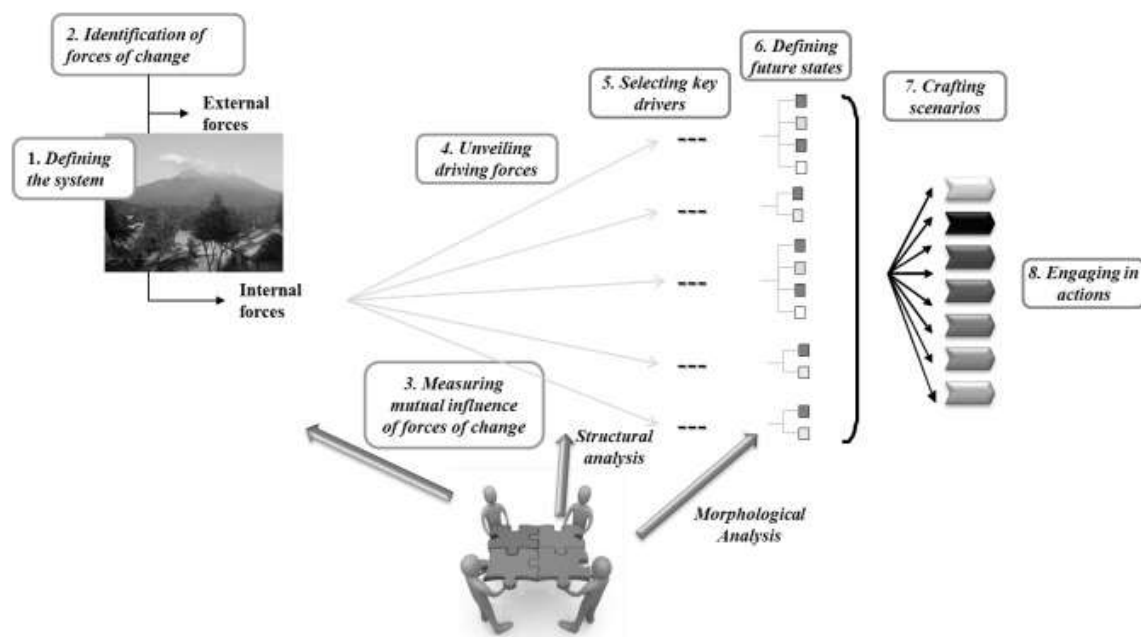 2. Identification of
forces of change
External
forces
1. Defining
the system
Internal
forces
3. Measuring
mutual influence
of forces of change
4. Unveiling
driving forces
5. Selecting key
drivers
6. Defining
future states
7. Crafting
scenarios
8. Engaging in
actions
Structural
analysis
Morphological
Analysis